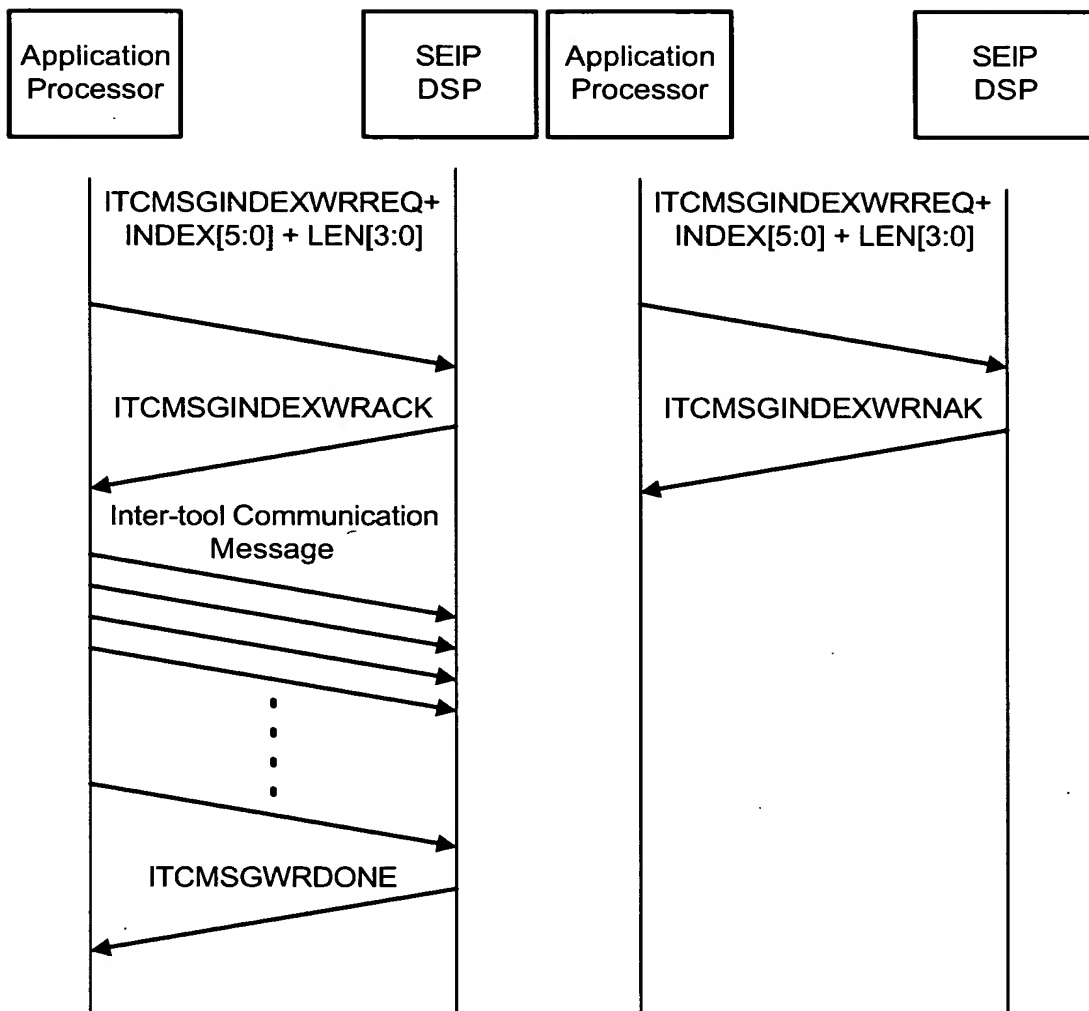 Application
Processor
SEIP
DSP
Application
Processor
SEIP
DSP
ITCMSGINDEXWRREQ+
INDEX[5:0] + LEN[3:0]
ITCMSGINDEXWRACK
Inter-tool Communication
Message
ITCMSGWRDONE
ITCMSGINDEXWRREQ+
INDEX[5:0] + LEN[3:0]
ITCMSGINDEXWRNAK